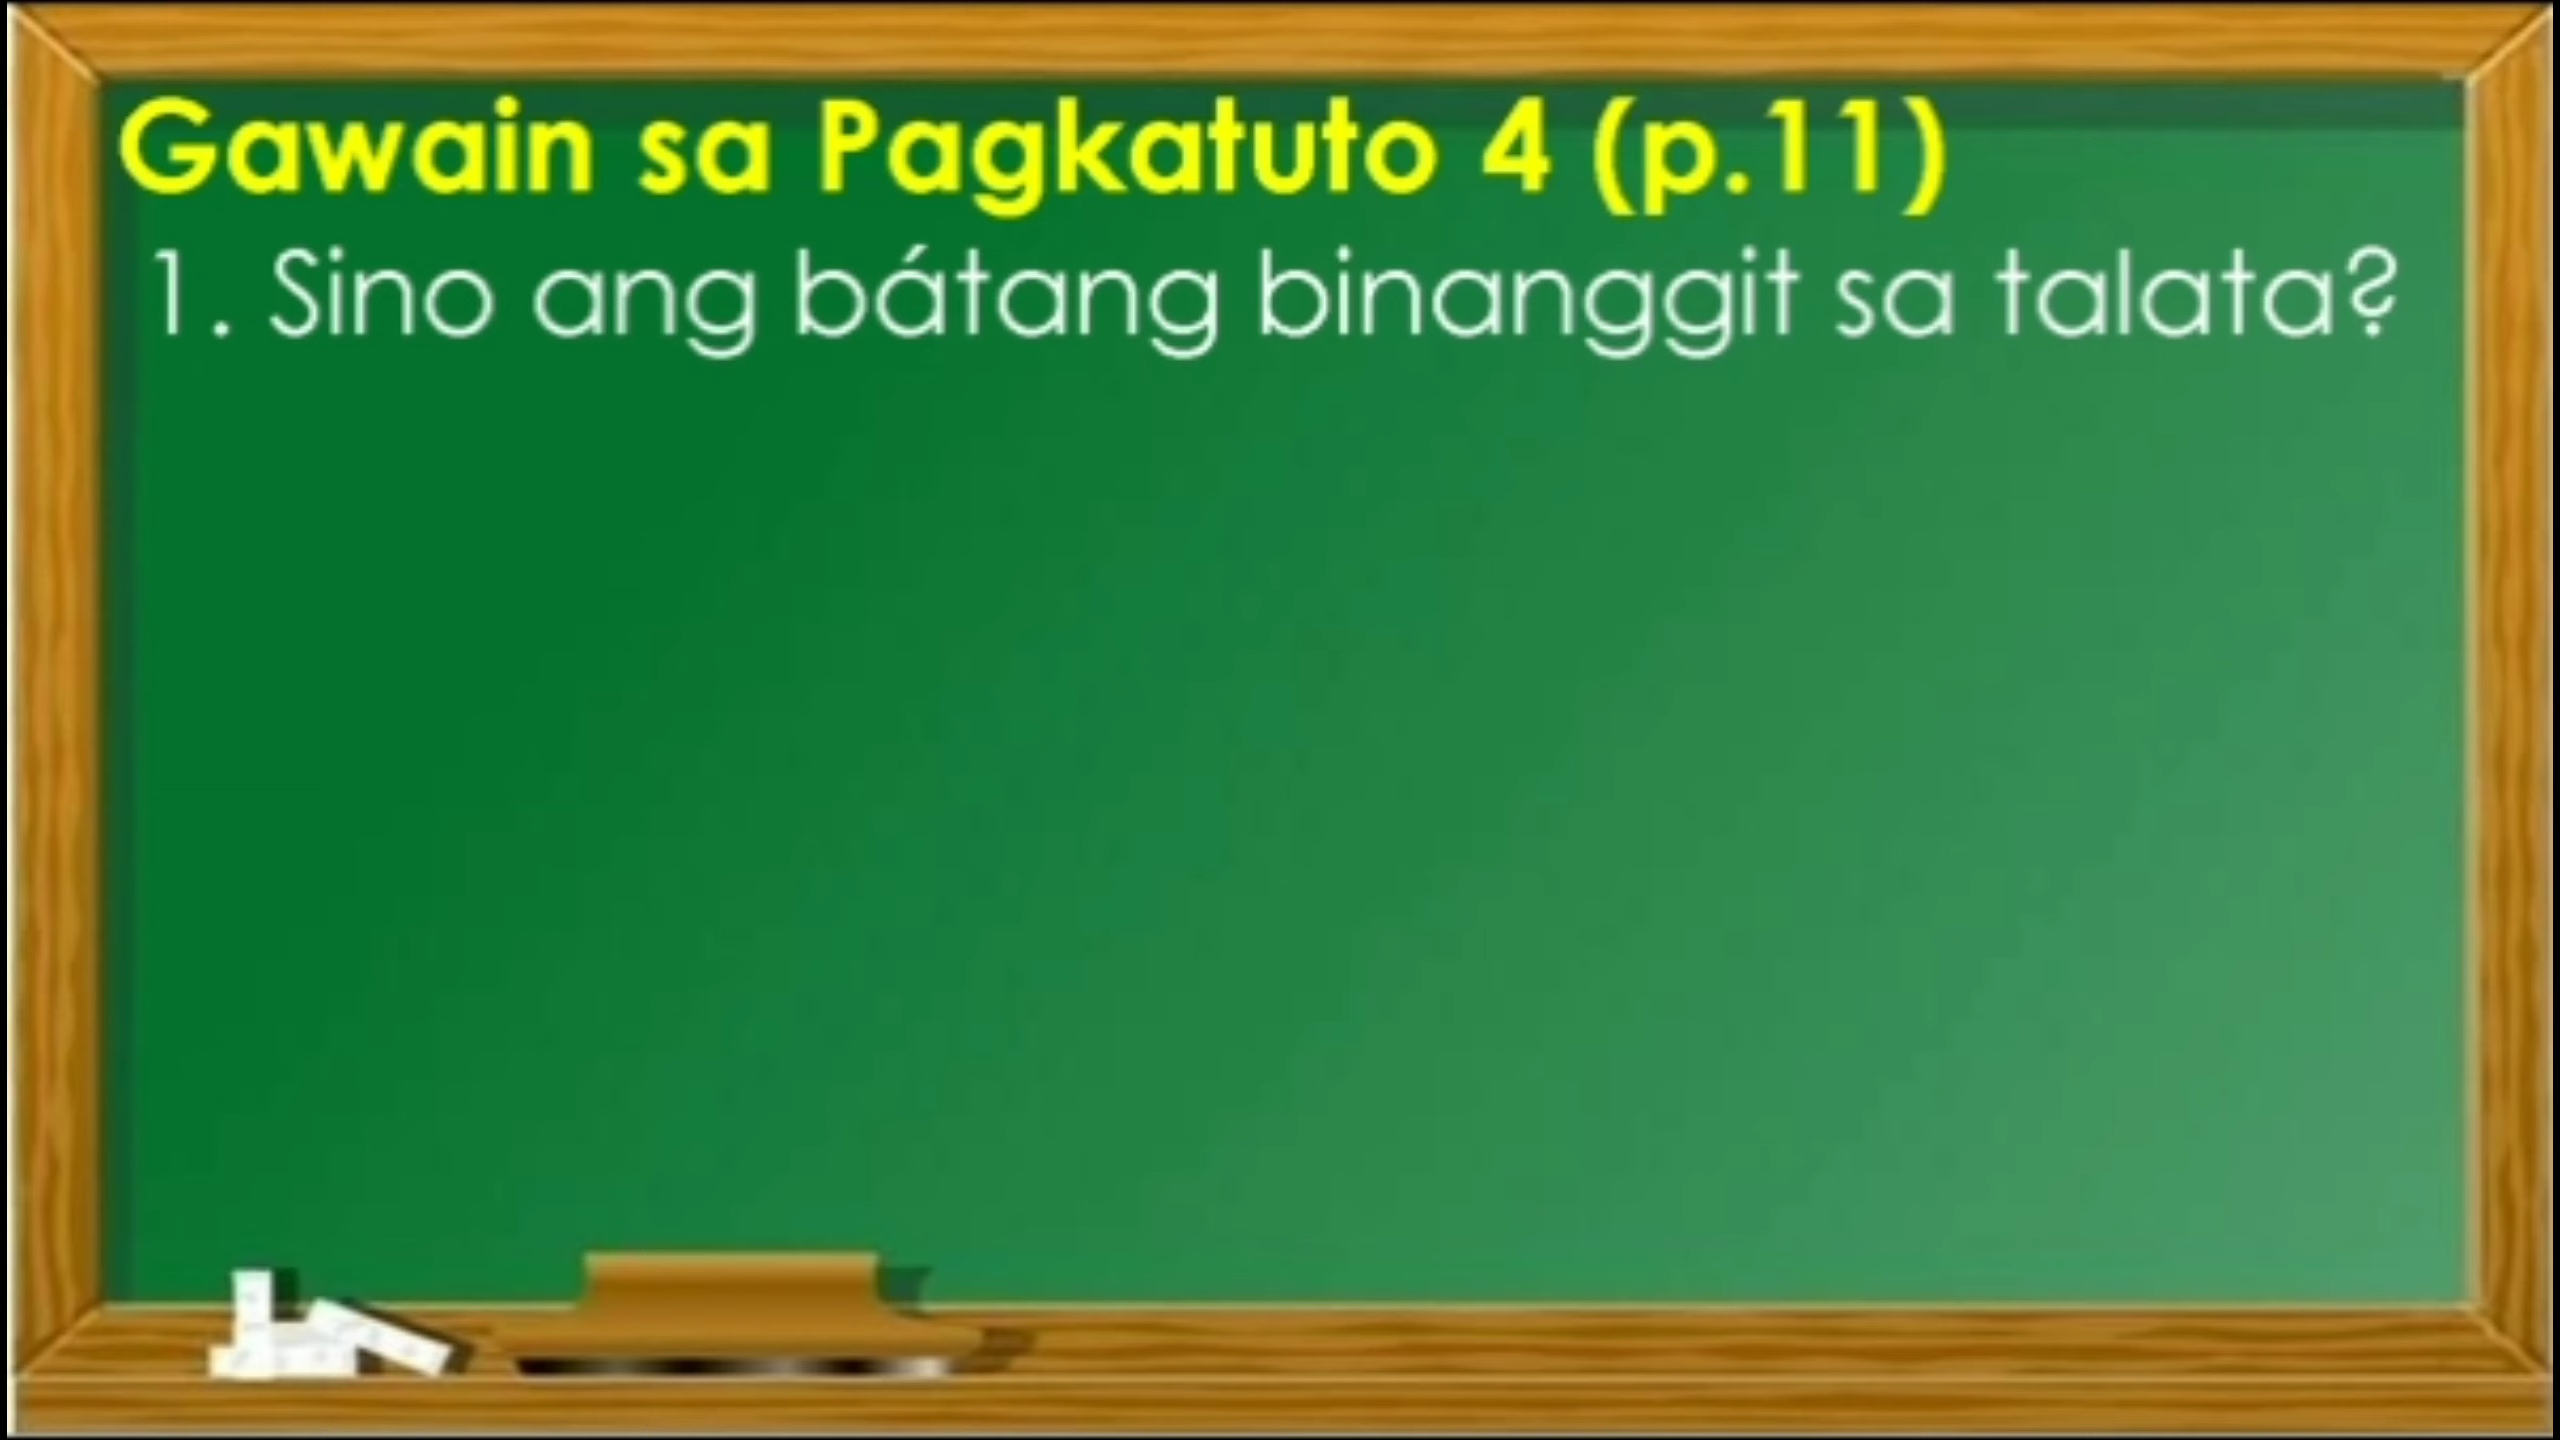 Gawain sa Pagkatuto 4 (p.11)
1. Sino ang bátang binanggit sa talata?